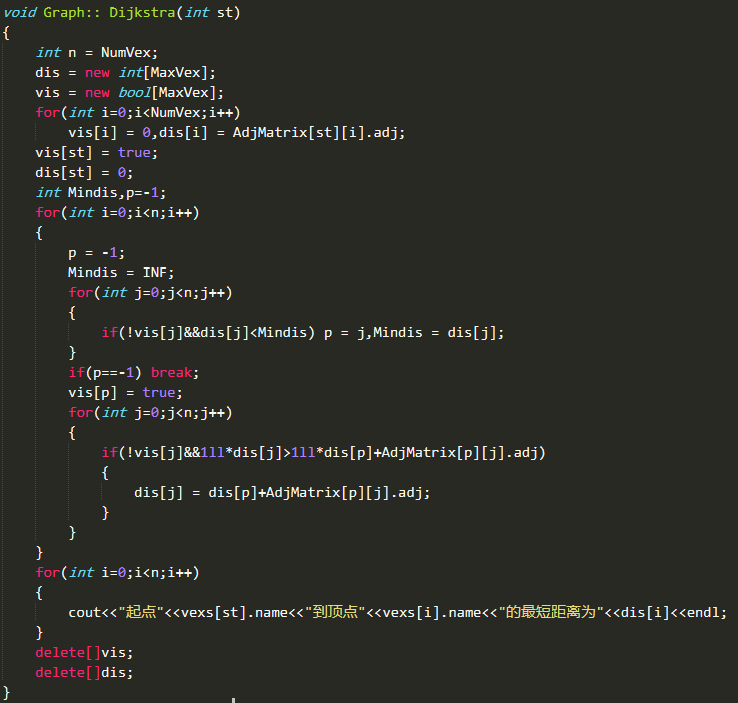 void Graph:: Dijkstra(int st)
{
    int n = NumVex;
    dis = new int[MaxVex];
    vis = new bool[MaxVex];
    for(int i=0;i<NumVex;i++)
        vis[i] = 0,dis[i] = AdjMatrix[st][i].adj;
    vis[st] = true;
    dis[st] = 0;
    int Mindis,p=-1;
    for(int i=0;i<n;i++)
    {
        p = -1;
        Mindis = INF;
        for(int j=0;j<n;j++)
        {
            if(!vis[j]&&dis[j]<Mindis) p = j,Mindis = dis[j];
        }
        if(p==-1) break;
        vis[p] = true;
        for(int j=0;j<n;j++)
        {
            if(!vis[j]&&1ll*dis[j]>1ll*dis[p]+AdjMatrix[p][j].adj)
            {
                dis[j] = dis[p]+AdjMatrix[p][j].adj;
            }
        }
    }
    for(int i=0;i<n;i++)
    {
        cout<<"起点"<<vexs[st].name<<"到顶点"<<vexs[i].name<<"的最短距离为"<<dis[i]<<endl;
    }
    delete[]vis;
    delete[]dis;
}